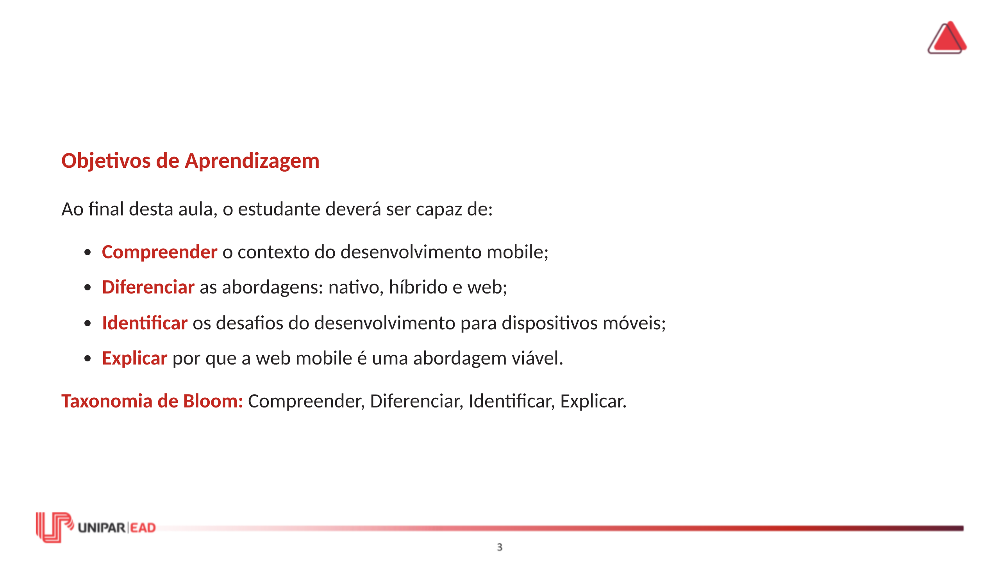 Objetivos de Aprendizagem
Ao final desta aula, o estudante deverá ser capaz de:
• Compreender o contexto do desenvolvimento mobile;
• Diferenciar as abordagens: nativo, híbrido e web;
• Identificar os desafios do desenvolvimento para dispositivos móveis;
• Explicar por que a web mobile é uma abordagem viável.
Taxonomia de Bloom: Compreender, Diferenciar, Identificar, Explicar.
UNIPAR|EAD
3